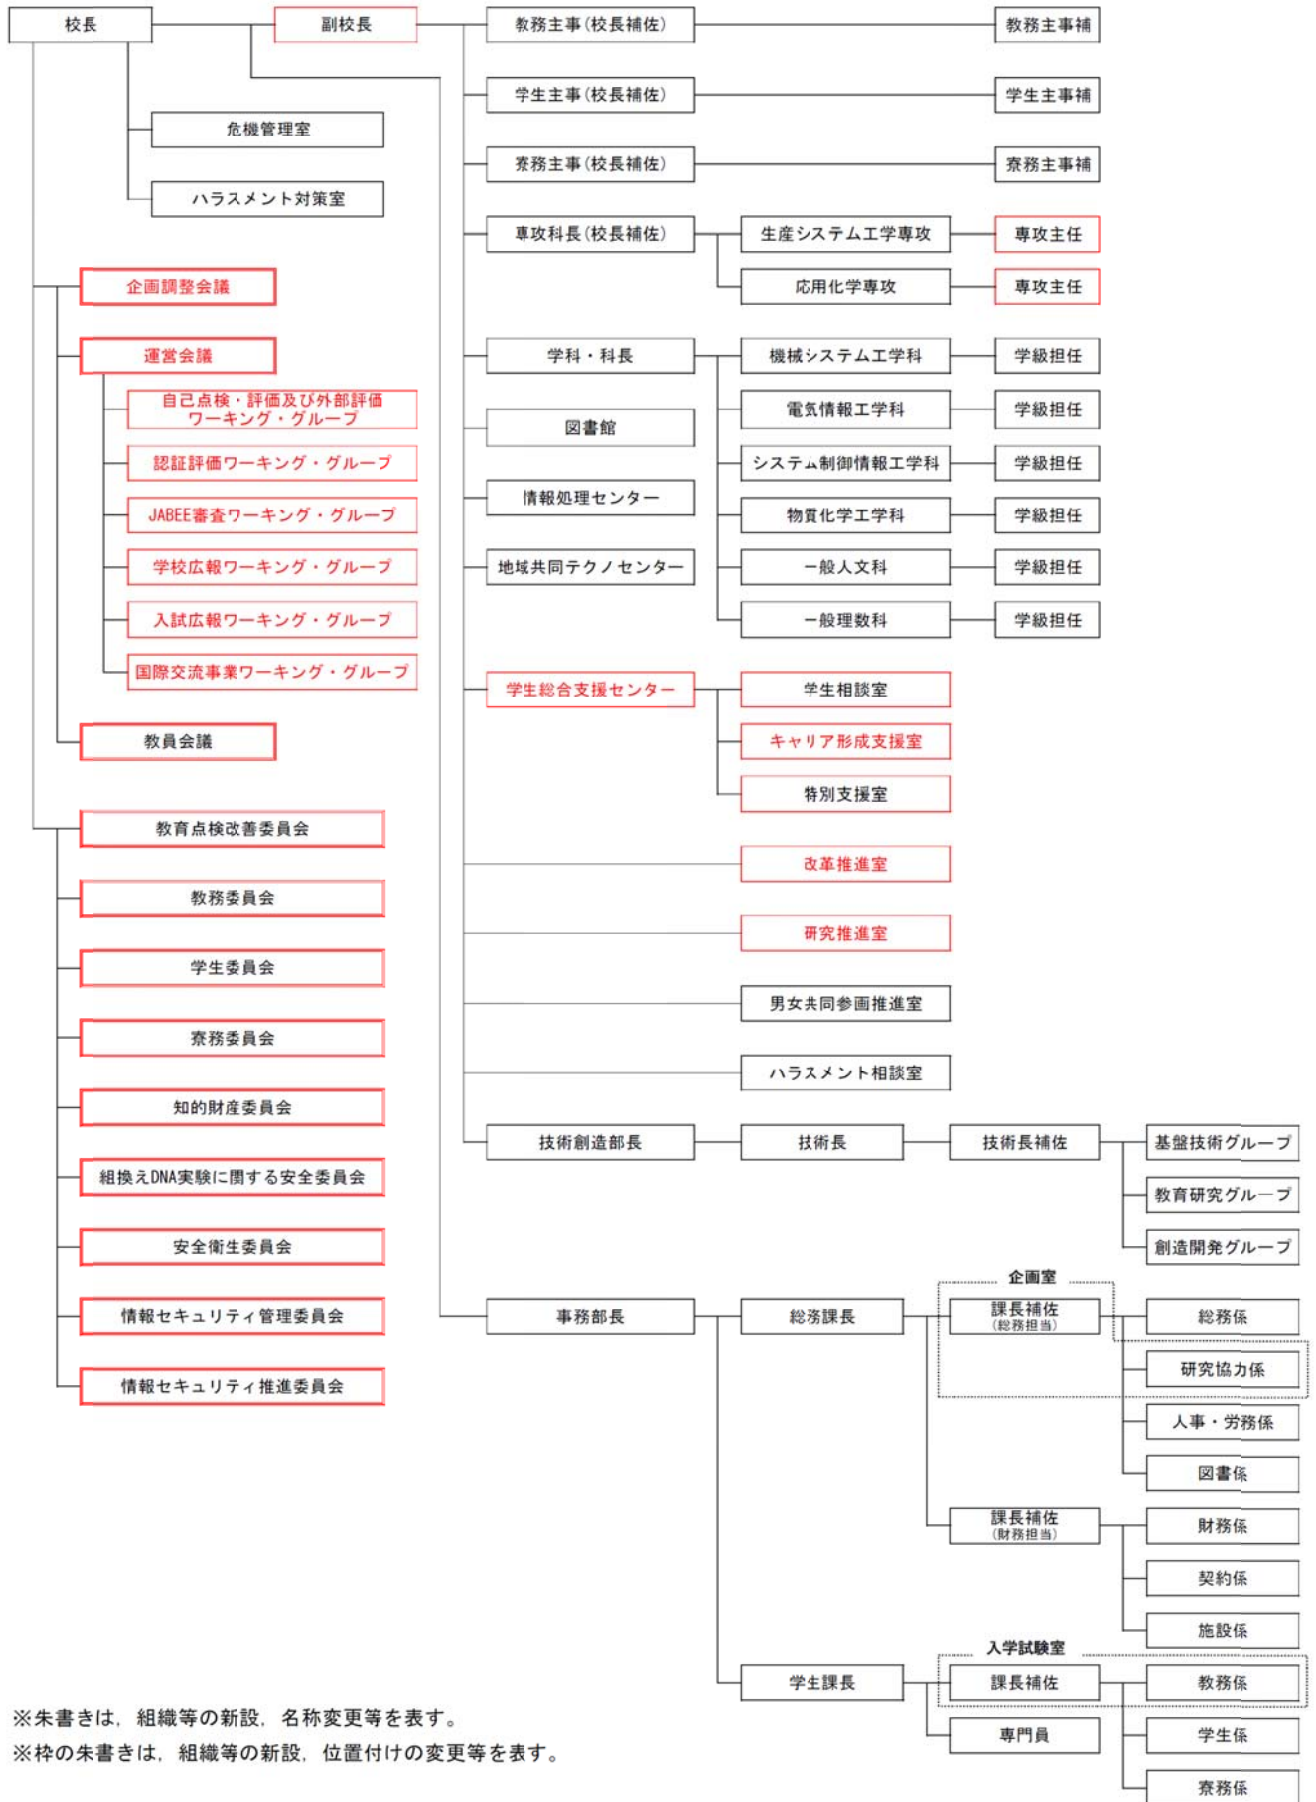 校長
副校長
教務主事(校長補佐)
教務主事補
学生主事(校長補佐)
学生主事補
危機管理室
寮務主事(校長補佐)
寮務主事補
ハラスメント対策室
専攻科長(校長補佐)
生産システム工学専攻
専攻主任
企画調整会議
応用化学専攻
専攻主任
運営会議
学科・科長
機械システム工学科
学級担任
自己点検・評価及び外部評価
ワーキング・グループ
図書館
電気情報工学科
学級担任
認証評価ワーキング・グループ
システム制御情報工学科
学級担任
情報処理センター
JABEE審査ワーキング・グループ
物質化学工学科
学級担任
学校広報ワーキング・グループ
地域共同テクノセンター
一般人文科
学級担任
入試広報ワーキング・グループ
一般理数科
学級担任
国際交流事業ワーキング・グループ
学生総合支援センター
学生相談室
教員会議
キャリア形成支援室
特別支援室
教育点検改善委員会
改革推進室
教務委員会
研究推進室
学生委員会
男女共同参画推進室
寮務委員会
ハラスメント相談室
知的財産委員会
技術創造部長
技術長
技術長補佐
基盤技術グループ
組換えDNA実験に関する安全委員会
教育研究グループ
安全衛生委員会
創造開発グループ
企画室
情報セキュリティ管理委員会
事務部長
総務課長
課長補佐
(総務担当)
総務係
情報セキュリティ推進委員会
研究協力係
人事・労務係
図書係
課長補佐
(財務担当)
財務係
契約係
施設係
入学試験室
学生課長
課長補佐
教務係
専門員
学生係
寮務係
※朱書きは，組織等の新設，名称変更等を表す。
※枠の朱書きは，組織等の新設，位置付けの変更等を表す。